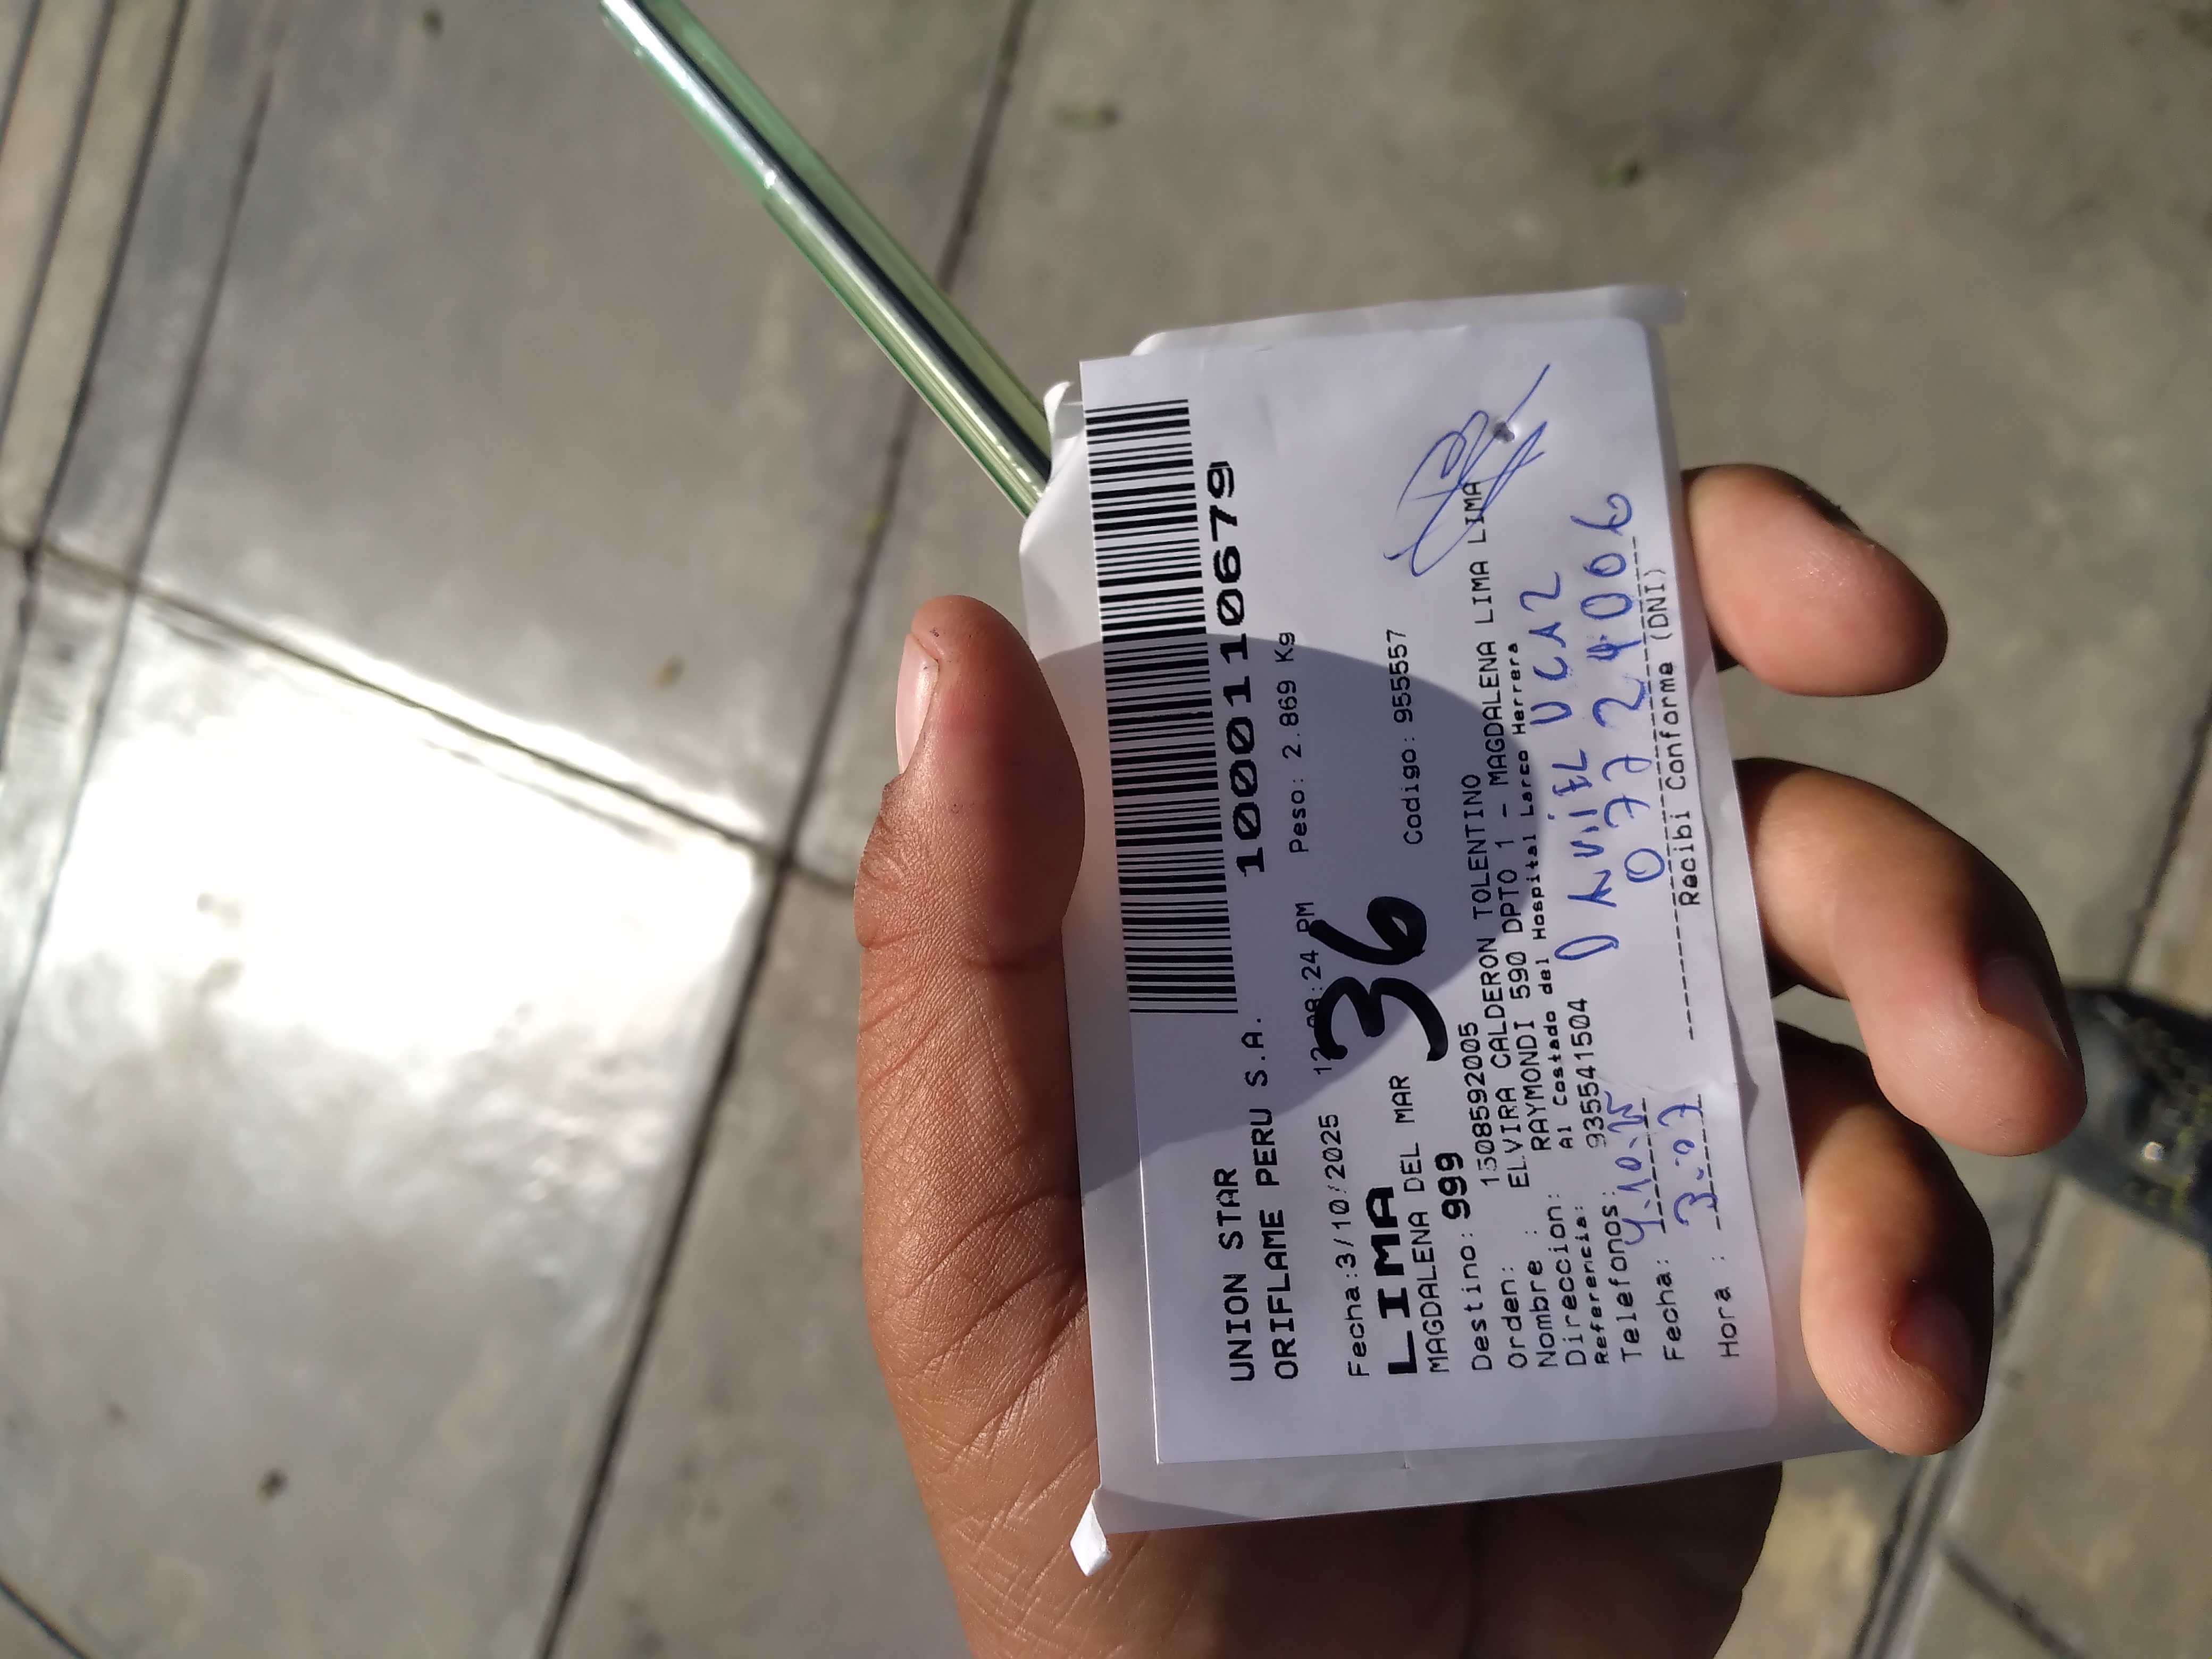 1000110679
UNION STAR
ORIFLAME PERU S.A.
Peso: 2.869 Kg
Fecha:3/10/2025 12:08:24 PM
LIMA
36
MAGDALENA DEL MAR
Codigo: 955557
Destino: 999
Orden: 1508592005
Nombre : ELVIRA CALDERON TOLENTINO
Direccion: RAYMONDI 590 DPTO 1 - MAGDALENA LIMA LIMA LIMA
Referencia: Al Costado del Hospital Larco Herrera
Telefonos: 935541504
Fecha: 4.10.25
07724006
Hora :
Recibi Conforme (DNI)